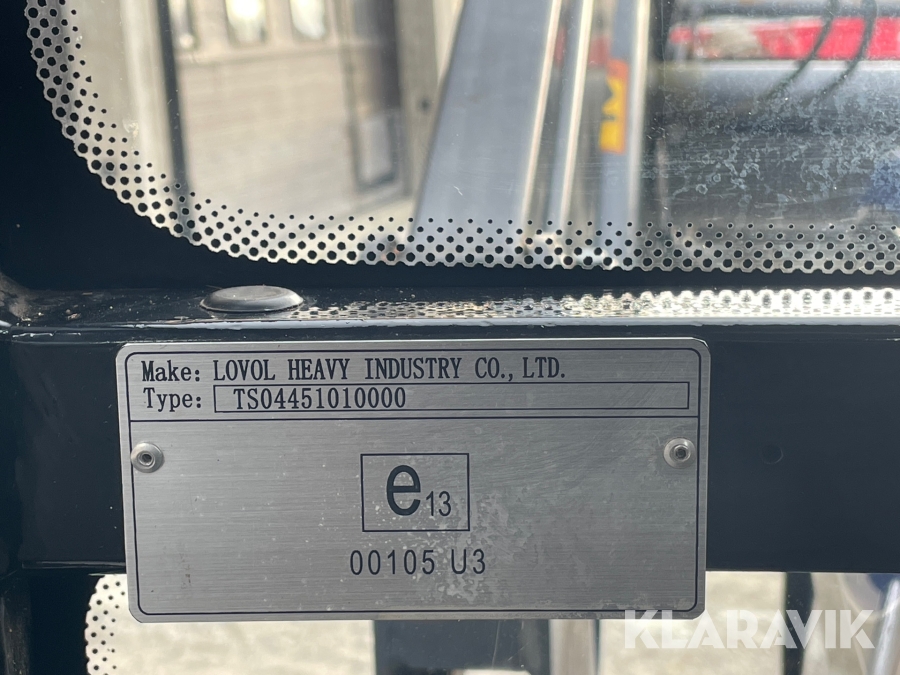 Make: LOVOL HEAVY INDUSTRY CO., LTD.
Type: TS04451010000
e13
00105 U3
KLARAVIK